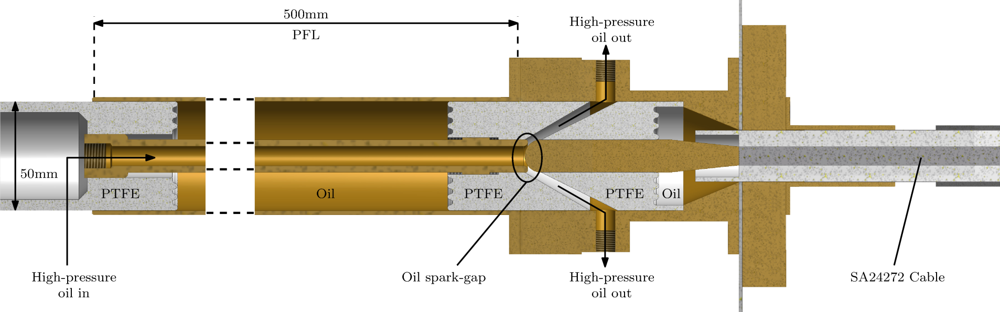 500mm
PFL
High-pressure
oil out
50mm
PTFE
Oil
PTFE
PTFE
Oil
High-pressure
oil in
Oil spark-gap
High-pressure
oil out
SA24272 Cable